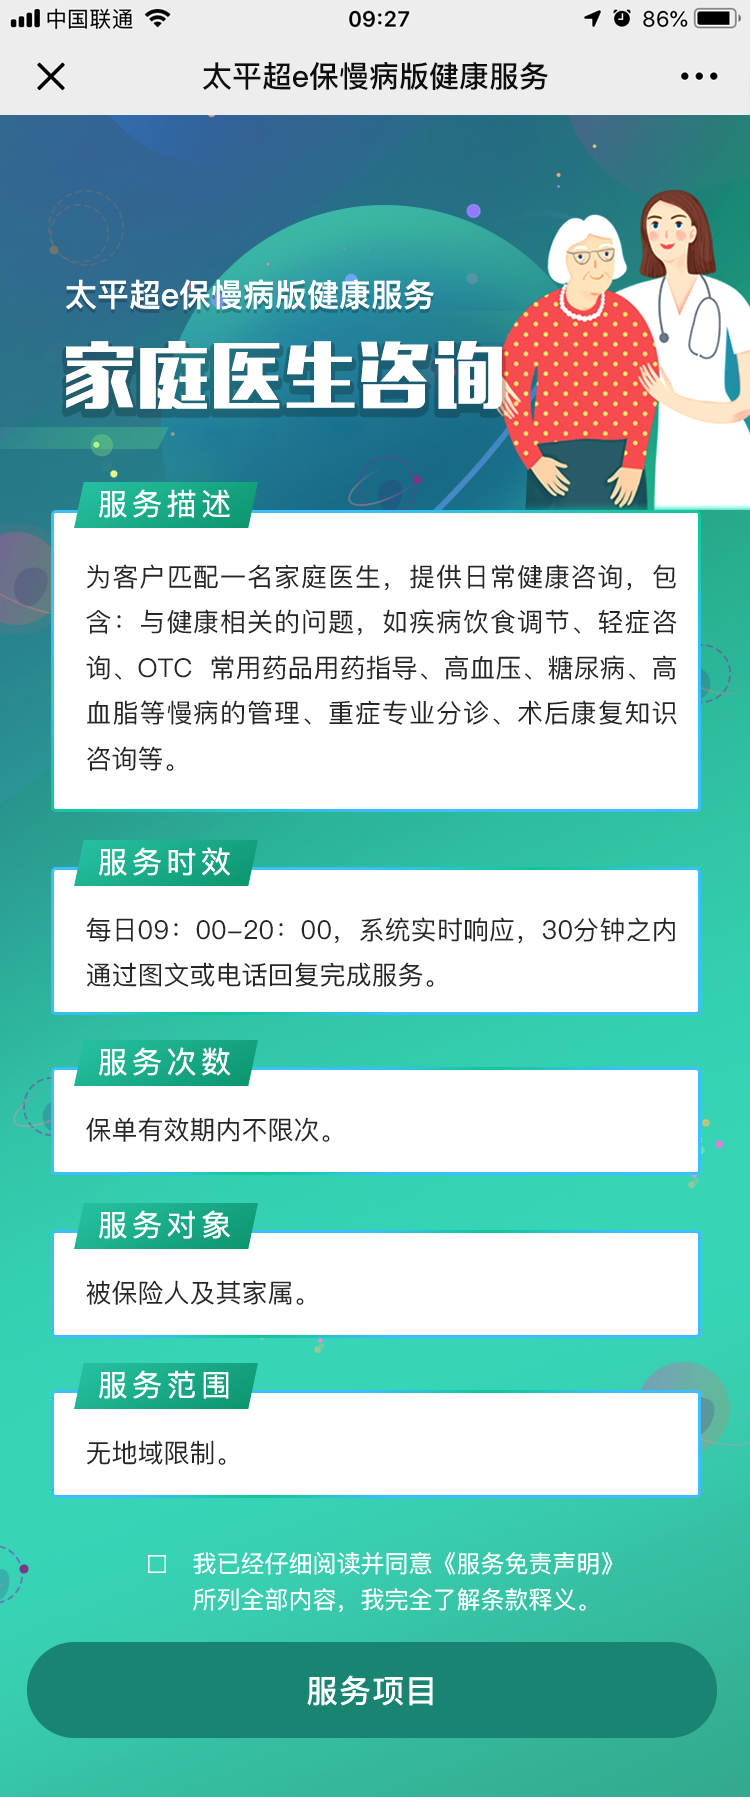 中国联通
09:27
86%
太平超e保慢病版健康服务
太平超e保慢病版健康服务
家庭医生咨询
服务描述
为客户匹配一名家庭医生，提供日常健康咨询，包
含：与健康相关的问题，如疾病饮食调节、轻症咨
询、OTC 常用药品用药指导、高血压、糖尿病、高
血脂等慢病的管理、重症专业分诊、术后康复知识
咨询等。
服务时效
每日09：00-20：00，系统实时响应，30分钟之内
通过图文或电话回复完成服务。
服务次数
保单有效期内不限次。
服务对象
被保险人及其家属。
服务范围
无地域限制。
我已经仔细阅读并同意《服务免责声明》
所列全部内容，我完全了解条款释义。
服务项目